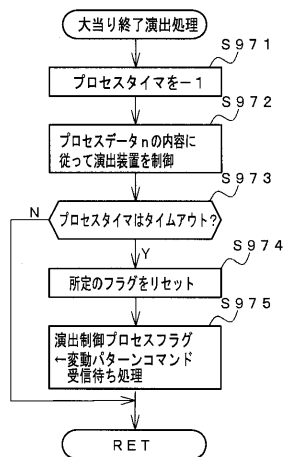 大当り終了演出処理
S971
プロセスタイマを－1
S972
プロセスデータnの内容に
従って演出装置を制御
S973
N
プロセスタイマはタイムアウト?
Y
S974
所定のフラグをリセット
S975
演出制御プロセスフラグ
←変動パターンコマンド
受信待ち処理
RET